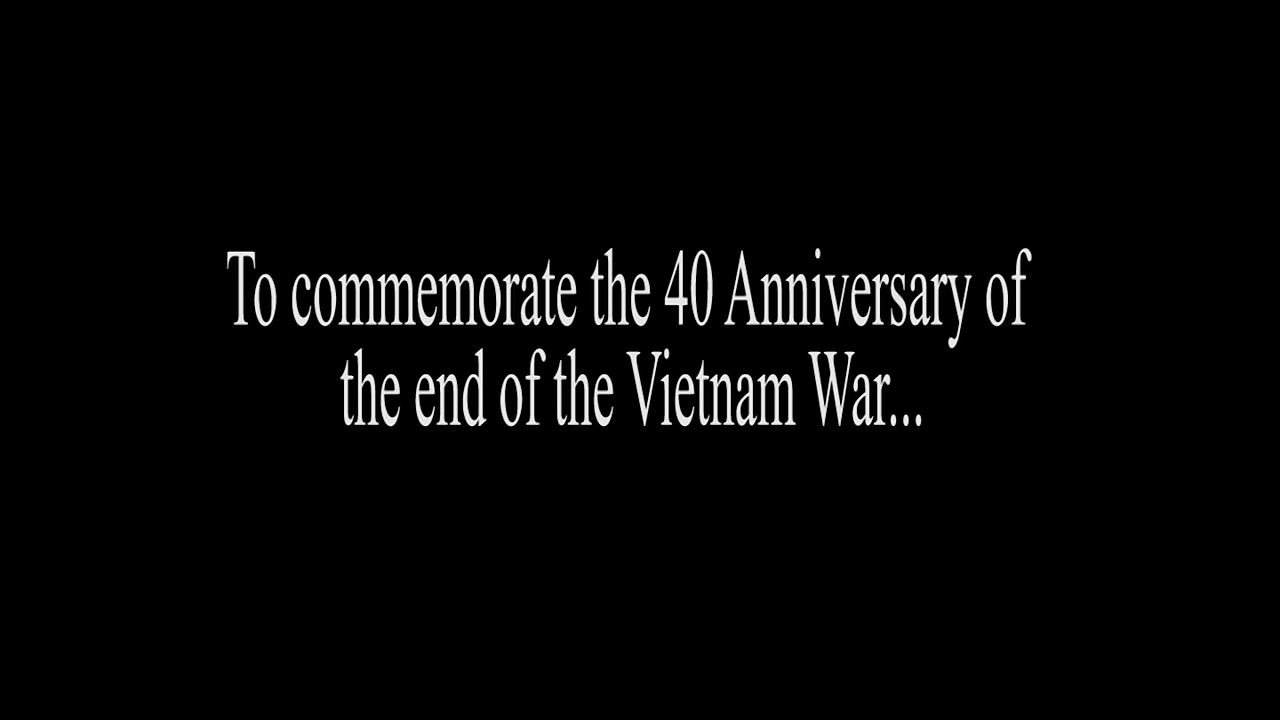 To commemorate the 40 Anniversary of
the end of the Vietnam War...